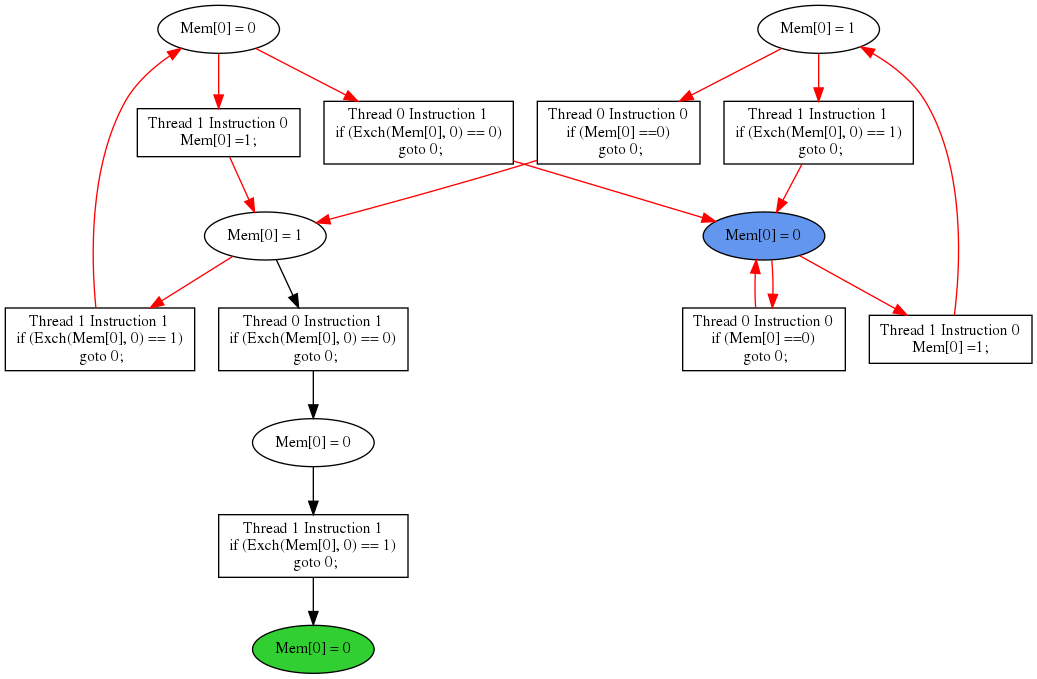 Mem[0] = 0
Mem[0] = 1
Thread 1 Instruction 0
Mem[0] =1;
Thread 0 Instruction 1
if (Exch(Mem[0], 0) == 0)
goto 0;
Thread 0 Instruction 0
if (Mem[0] ==0)
goto 0;
Thread 1 Instruction 1
if (Exch(Mem[0], 0) == 1)
goto 0;
Mem[0] = 1
Mem[0] = 0
Thread 1 Instruction 1
if (Exch(Mem[0], 0) == 1)
goto 0;
Thread 0 Instruction 1
if (Exch(Mem[0], 0) == 0)
goto 0;
Thread 0 Instruction 0
if (Mem[0] ==0)
goto 0;
Thread 1 Instruction 0
Mem[0] =1;
Mem[0] = 0
Thread 1 Instruction 1
if (Exch(Mem[0], 0) == 1)
goto 0;
Mem[0] = 0